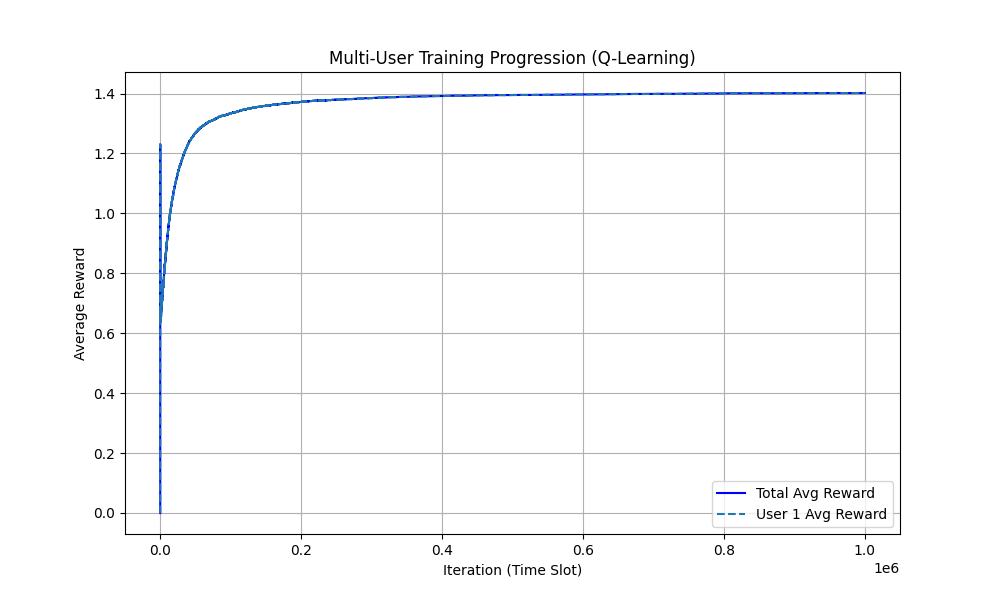 Multi-User Training Progression (Q-Learning)
Average Reward
1.4
1.2
1.0
0.8
0.6
0.4
0.2
0.0
Total Avg Reward
User 1 Avg Reward
0.0 0.2 0.4 0.6 0.8 1.0
1e6
Iteration (Time Slot)